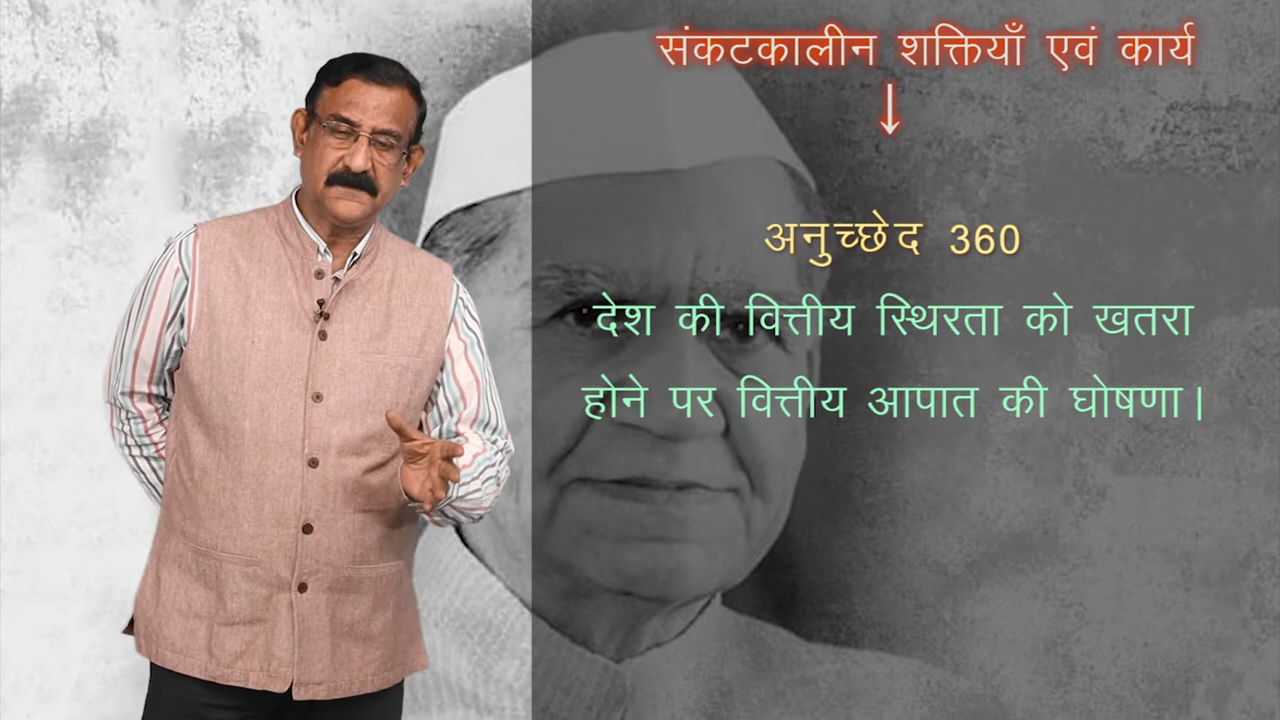 संकटकालीन शक्तियाँ एवं कार्य
↓
अनुच्छेद 360
देश की वित्तीय स्थिरता को खतरा
होने पर वित्तीय आपात की घोषणा।